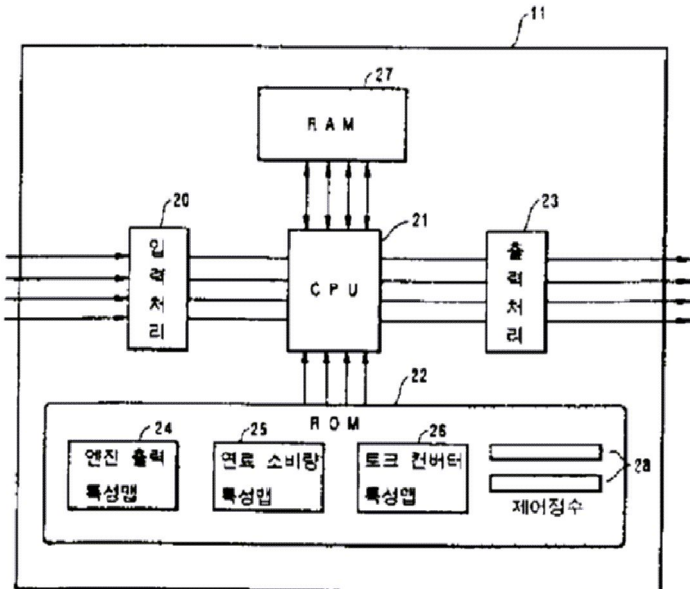 11
27
RAM
20
입력처리
21
CPU
23
출력처리
22
ROM
24
엔진 출력
특성맵
25
연료 소비량
특성맵
26
토크 컨버터
특성맵
28
제어정수